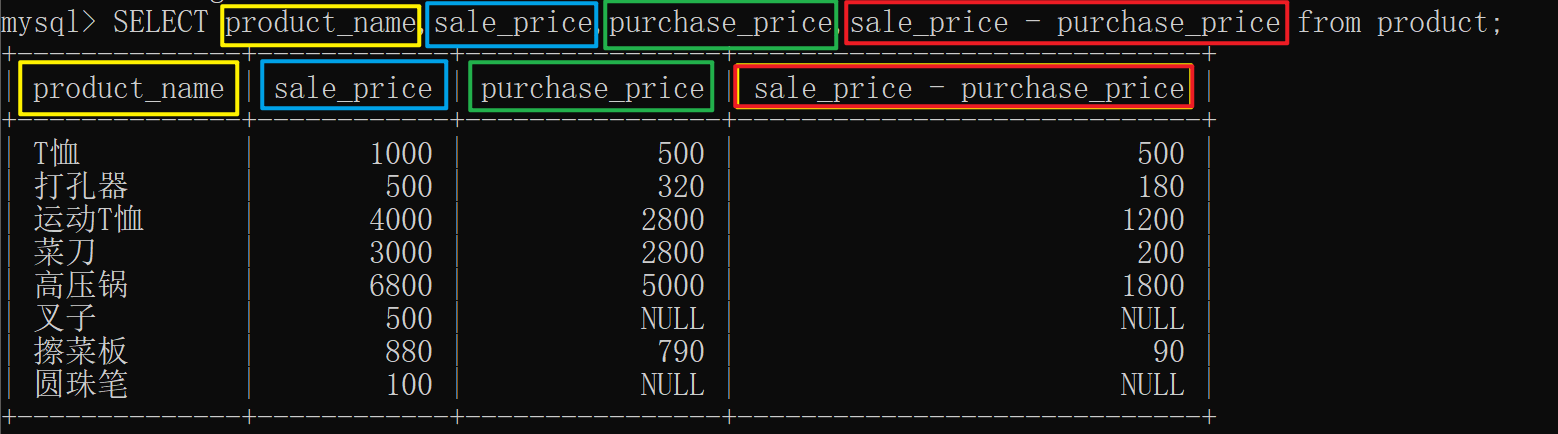 mysql> SELECT product_name,sale_price,purchase_price,sale_price - purchase_price from product;
+--------------+------------+----------------+-----------------------------+
| product_name | sale_price | purchase_price | sale_price - purchase_price |
+--------------+------------+----------------+-----------------------------+
| T恤 | 1000 | 500 | 500 |
| 打孔器 | 500 | 320 | 180 |
| 运动T恤 | 4000 | 2800 | 1200 |
| 菜刀 | 3000 | 2800 | 200 |
| 高压锅 | 6800 | 5000 | 1800 |
| 叉子 | 500 | NULL | NULL |
| 擦菜板 | 880 | 790 | 90 |
| 圆珠笔 | 100 | NULL | NULL |
+--------------+------------+----------------+-----------------------------+